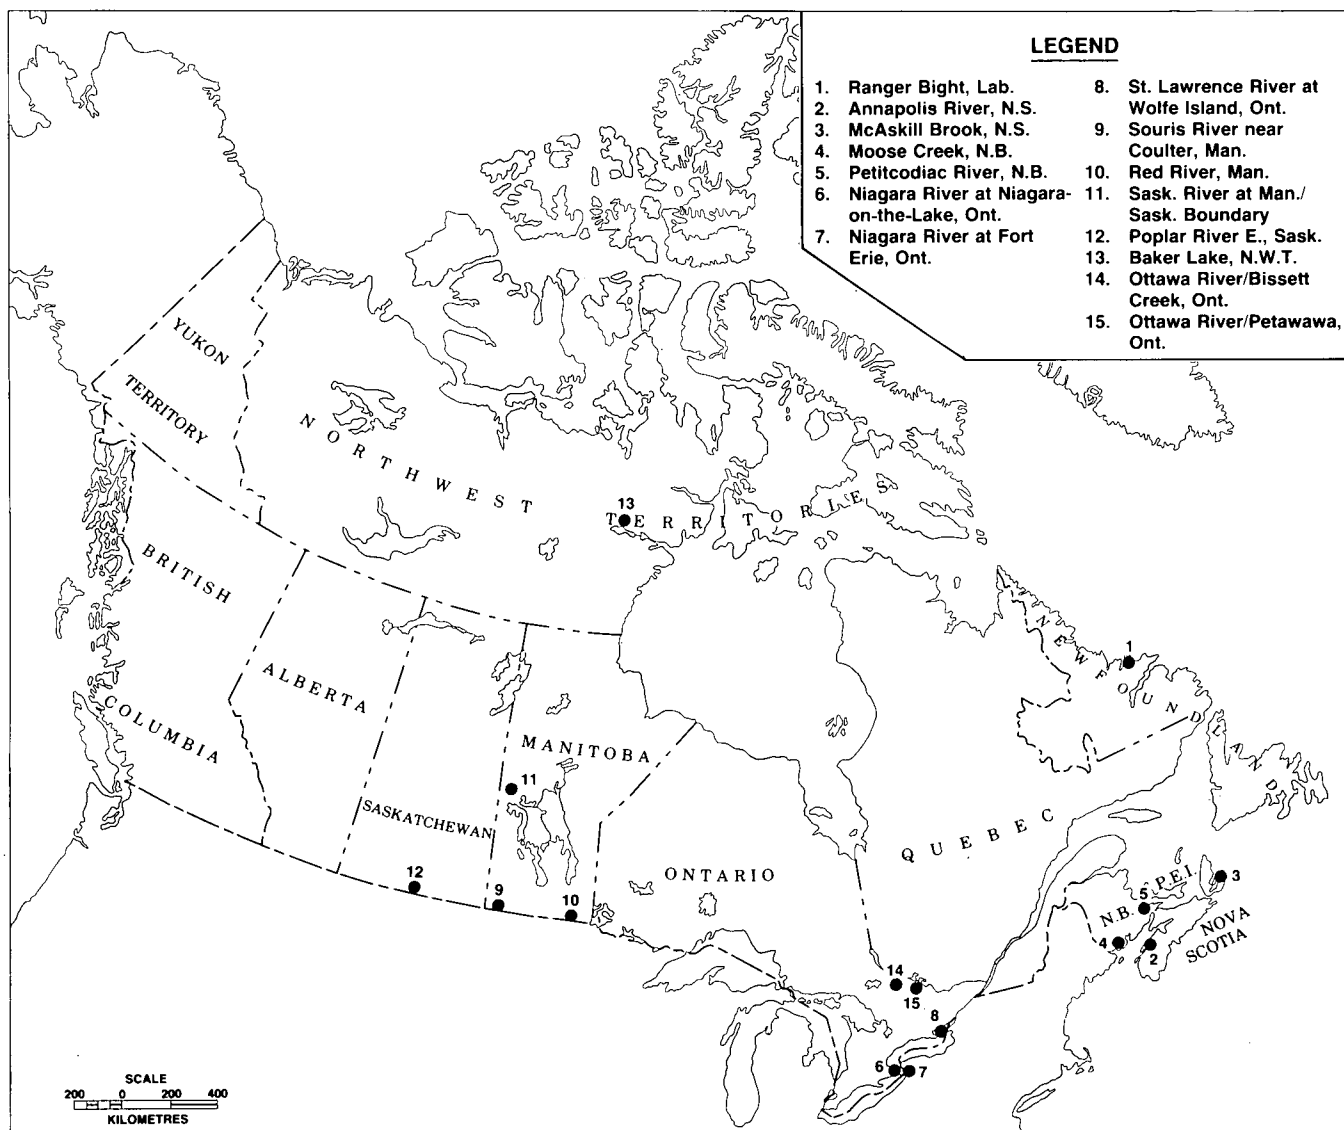 LEGEND
1. Ranger Bight, Lab.
2. Annapolis River, N.S.
3. McAskill Brook, N.S.
4. Moose Creek, N.B.
5. Petitcodiac River, N.B.
6. Niagara River at Niagara-
on-the-Lake, Ont.
7. Niagara River at Fort
Erie, Ont.
8. St. Lawrence River at
Wolfe Island, Ont.
9. Souris River near
Coulter, Man.
10. Red River, Man.
11. Sask. River at Man./
Sask. Boundary
12. Poplar River E., Sask.
13. Baker Lake, N.W.T.
14. Ottawa River/Bissett
Creek, Ont.
15. Ottawa River/Petawawa,
Ont.
YUKON
TERRITORY
NORTHWEST
TERRITORIES
13
BRITISH
COLUMBIA
ALBERTA
SASKATCHEWAN
MANITOBA
11
12
9
10
ONTARIO
QUEBEC
NEWFOUNDLAND
1
P.E.I.
3
5
N.B.
4
2
NOVA
SCOTIA
14
15
8
6
7
SCALE
200 0 200 400
KILOMETRES